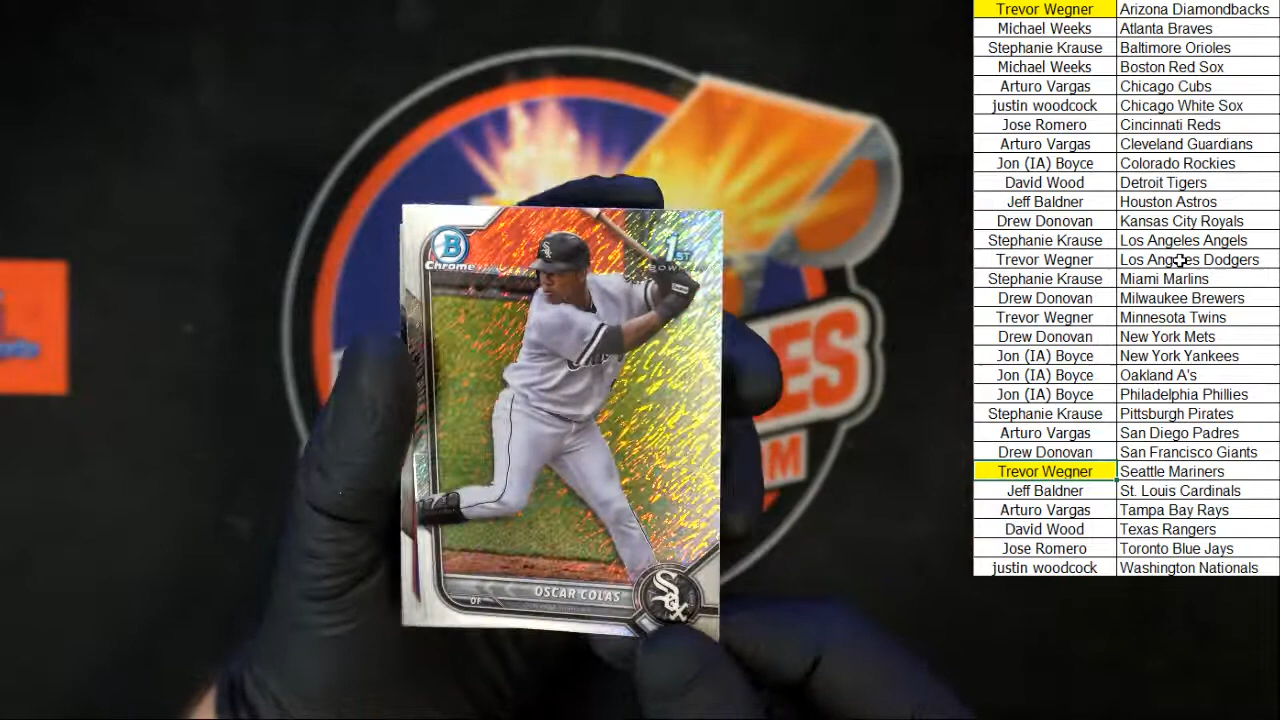 Trevor Wegner Arizona Diamondbacks
Michael Weeks Atlanta Braves
Stephanie Krause Baltimore Orioles
Michael Weeks Boston Red Sox
Arturo Vargas Chicago Cubs
justin woodcock Chicago White Sox
Jose Romero Cincinnati Reds
Arturo Vargas Cleveland Guardians
Jon (IA) Boyce Colorado Rockies
David Wood Detroit Tigers
Jeff Baldner Houston Astros
Drew Donovan Kansas City Royals
Stephanie Krause Los Angeles Angels
Trevor Wegner Los Angeles Dodgers
Stephanie Krause Miami Marlins
Drew Donovan Milwaukee Brewers
Trevor Wegner Minnesota Twins
Drew Donovan New York Mets
Jon (IA) Boyce New York Yankees
Jon (IA) Boyce Oakland A's
Jon (IA) Boyce Philadelphia Phillies
Stephanie Krause Pittsburgh Pirates
Arturo Vargas San Diego Padres
Drew Donovan San Francisco Giants
Trevor Wegner Seattle Mariners
Jeff Baldner St. Louis Cardinals
Arturo Vargas Tampa Bay Rays
David Wood Texas Rangers
Jose Romero Toronto Blue Jays
justin woodcock Washington Nationals
B
Chrome
1ST
SOX
OSCAR COLAS
OF
SOX